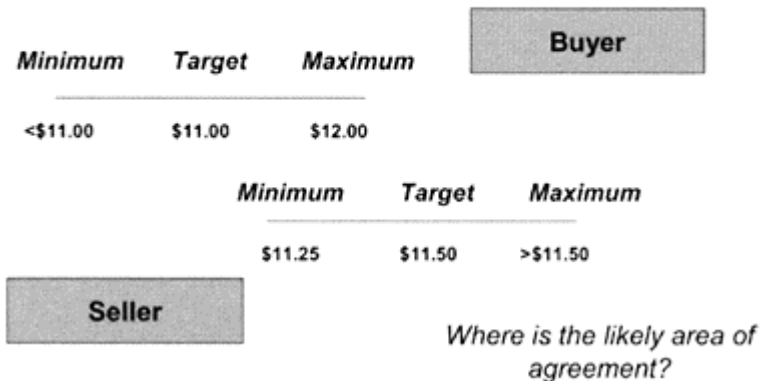 Buyer
Minimum Target Maximum
<$11.00 $11.00 $12.00
Minimum Target Maximum
$11.25 $11.50 >$11.50
Seller
Where is the likely area of
agreement?